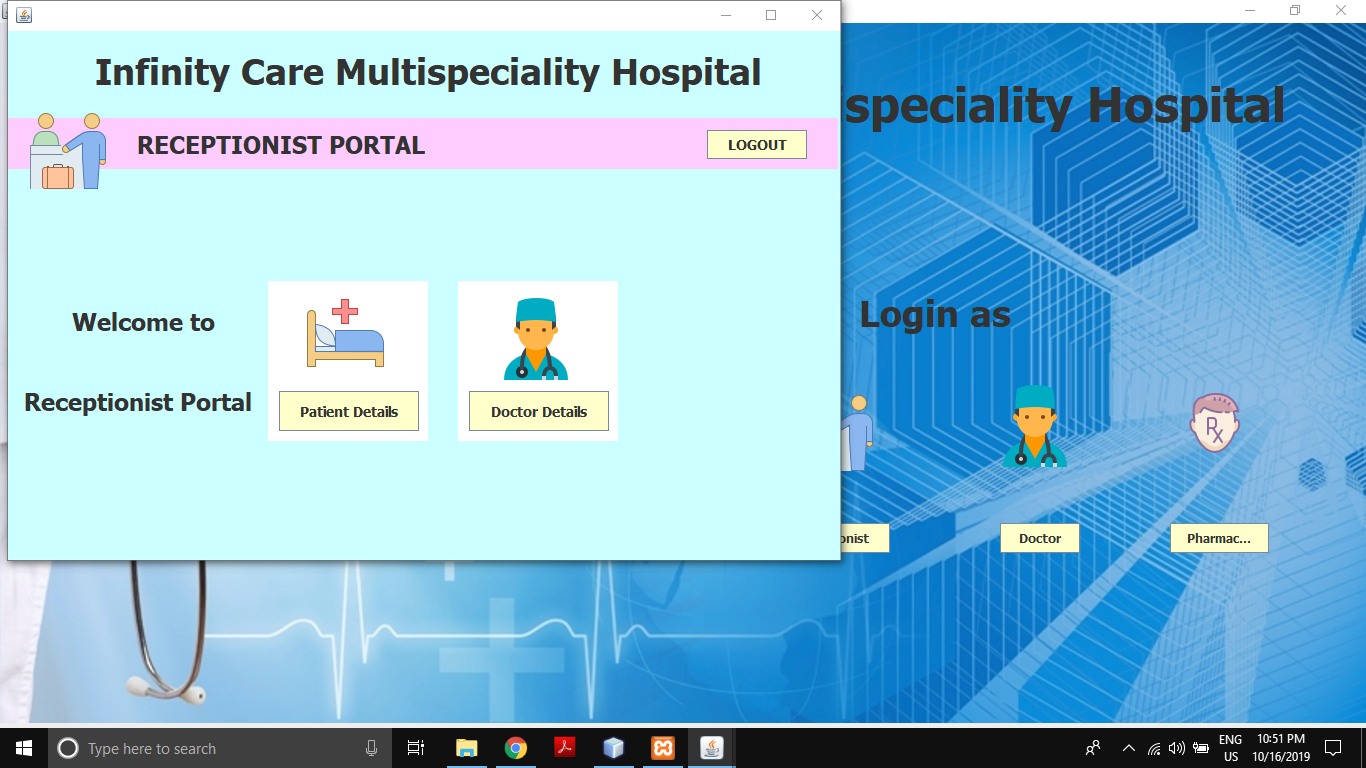 Infinity Care Multispeciality Hospital
RECEPTIONIST PORTAL
LOGOUT
Welcome to
Receptionist Portal
Patient Details
Doctor Details
speciality Hospital
Login as
onist
Doctor
Pharmac...
Rx
Type here to search
ENG
US
10:51 PM
10/16/2019